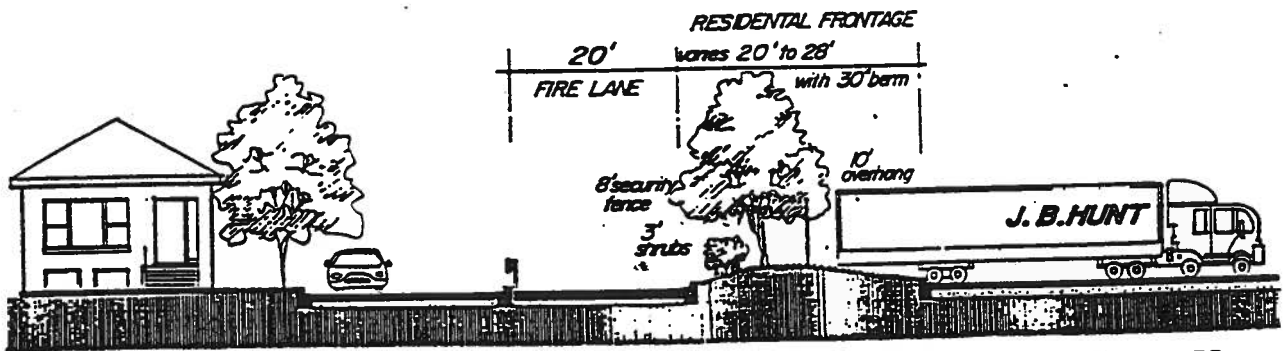 RESIDENTAL FRONTAGE
20'
varies 20' to 28'
FIRE LANE
with 30" berm
10'
overhang
8' security
fence
3'
shrubs
J.B.HUNT